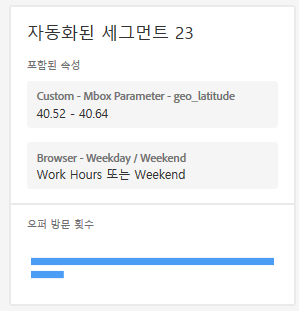 자동화된 세그먼트 23
포함된 속성
Custom - Mbox Parameter - geo_latitude
40.52 - 40.64
Browser - Weekday / Weekend
Work Hours 또는 Weekend
오퍼 방문 횟수